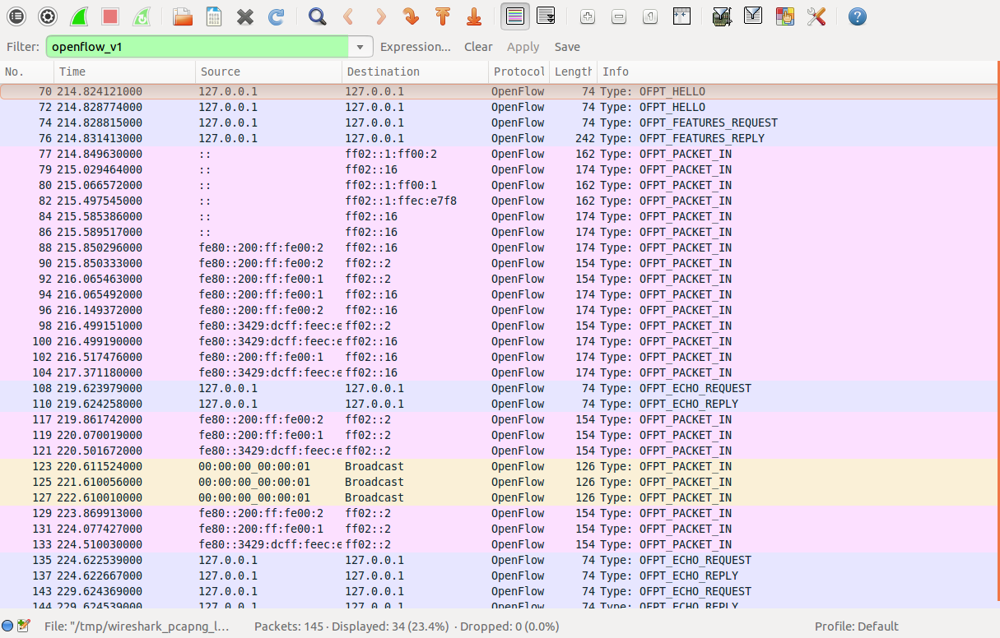 Filter: openflow_v1 Expression... Clear Apply Save
No. Time Source Destination Protocol Length Info
70 214.824121000 127.0.0.1 127.0.0.1 OpenFlow 74 Type: OFPT_HELLO
72 214.828774000 127.0.0.1 127.0.0.1 OpenFlow 74 Type: OFPT_HELLO
74 214.828815000 127.0.0.1 127.0.0.1 OpenFlow 74 Type: OFPT_FEATURES_REQUEST
76 214.831413000 127.0.0.1 127.0.0.1 OpenFlow 242 Type: OFPT_FEATURES_REPLY
77 214.849630000 :: ff02::1:ff00:2 OpenFlow 162 Type: OFPT_PACKET_IN
79 215.029464000 :: ff02::16 OpenFlow 174 Type: OFPT_PACKET_IN
80 215.066572000 :: ff02::1:ff00:1 OpenFlow 162 Type: OFPT_PACKET_IN
82 215.497545000 :: ff02::1:ffec:e7f8 OpenFlow 162 Type: OFPT_PACKET_IN
84 215.585386000 :: ff02::16 OpenFlow 174 Type: OFPT_PACKET_IN
86 215.589517000 :: ff02::16 OpenFlow 174 Type: OFPT_PACKET_IN
88 215.850296000 fe80::200:ff:fe00:2 ff02::16 OpenFlow 174 Type: OFPT_PACKET_IN
90 215.850333000 fe80::200:ff:fe00:2 ff02::2 OpenFlow 154 Type: OFPT_PACKET_IN
92 216.065463000 fe80::200:ff:fe00:1 ff02::2 OpenFlow 154 Type: OFPT_PACKET_IN
94 216.065492000 fe80::200:ff:fe00:1 ff02::16 OpenFlow 174 Type: OFPT_PACKET_IN
96 216.149372000 fe80::200:ff:fe00:2 ff02::16 OpenFlow 174 Type: OFPT_PACKET_IN
98 216.499151000 fe80::3429:dcff:feec:e ff02::2 OpenFlow 154 Type: OFPT_PACKET_IN
100 216.499190000 fe80::3429:dcff:feec:e ff02::16 OpenFlow 174 Type: OFPT_PACKET_IN
102 216.517476000 fe80::200:ff:fe00:1 ff02::16 OpenFlow 174 Type: OFPT_PACKET_IN
104 217.371180000 fe80::3429:dcff:feec:e ff02::16 OpenFlow 174 Type: OFPT_PACKET_IN
108 219.623979000 127.0.0.1 127.0.0.1 OpenFlow 74 Type: OFPT_ECHO_REQUEST
110 219.624258000 127.0.0.1 127.0.0.1 OpenFlow 74 Type: OFPT_ECHO_REPLY
117 219.861742000 fe80::200:ff:fe00:2 ff02::2 OpenFlow 154 Type: OFPT_PACKET_IN
119 220.070019000 fe80::200:ff:fe00:1 ff02::2 OpenFlow 154 Type: OFPT_PACKET_IN
121 220.501672000 fe80::3429:dcff:feec:e ff02::2 OpenFlow 154 Type: OFPT_PACKET_IN
123 220.611524000 00:00:00_00:00:01 Broadcast OpenFlow 126 Type: OFPT_PACKET_IN
125 221.610056000 00:00:00_00:00:01 Broadcast OpenFlow 126 Type: OFPT_PACKET_IN
127 222.610010000 00:00:00_00:00:01 Broadcast OpenFlow 126 Type: OFPT_PACKET_IN
129 223.869913000 fe80::200:ff:fe00:2 ff02::2 OpenFlow 154 Type: OFPT_PACKET_IN
131 224.077427000 fe80::200:ff:fe00:1 ff02::2 OpenFlow 154 Type: OFPT_PACKET_IN
133 224.510030000 fe80::3429:dcff:feec:e ff02::2 OpenFlow 154 Type: OFPT_PACKET_IN
135 224.622539000 127.0.0.1 127.0.0.1 OpenFlow 74 Type: OFPT_ECHO_REQUEST
137 224.622667000 127.0.0.1 127.0.0.1 OpenFlow 74 Type: OFPT_ECHO_REPLY
143 229.624369000 127.0.0.1 127.0.0.1 OpenFlow 74 Type: OFPT_ECHO_REQUEST
144 229.624539000 127.0.0.1 127.0.0.1 OpenFlow 74 Type: OFPT_ECHO_REPLY
File: "/tmp/wireshark_pcapng_l... Packets: 145 · Displayed: 34 (23.4%) · Dropped: 0 (0.0%) Profile: Default